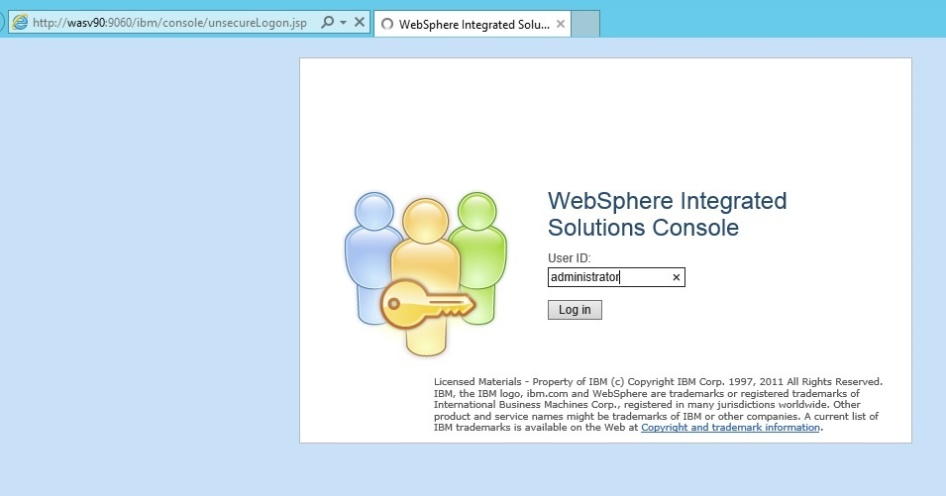 http://wasv90:9060/ibm/console/unsecureLogon.jsp
WebSphere Integrated Solu...
WebSphere Integrated
Solutions Console
User ID:
administrator
Log in
Licensed Materials - Property of IBM (c) Copyright IBM Corp. 1997, 2011 All Rights Reserved.
IBM, the IBM logo, ibm.com and WebSphere are trademarks or registered trademarks of
International Business Machines Corp., registered in many jurisdictions worldwide. Other
product and service names might be trademarks of IBM or other companies. A current list of
IBM trademarks is available on the Web at Copyright and trademark information.